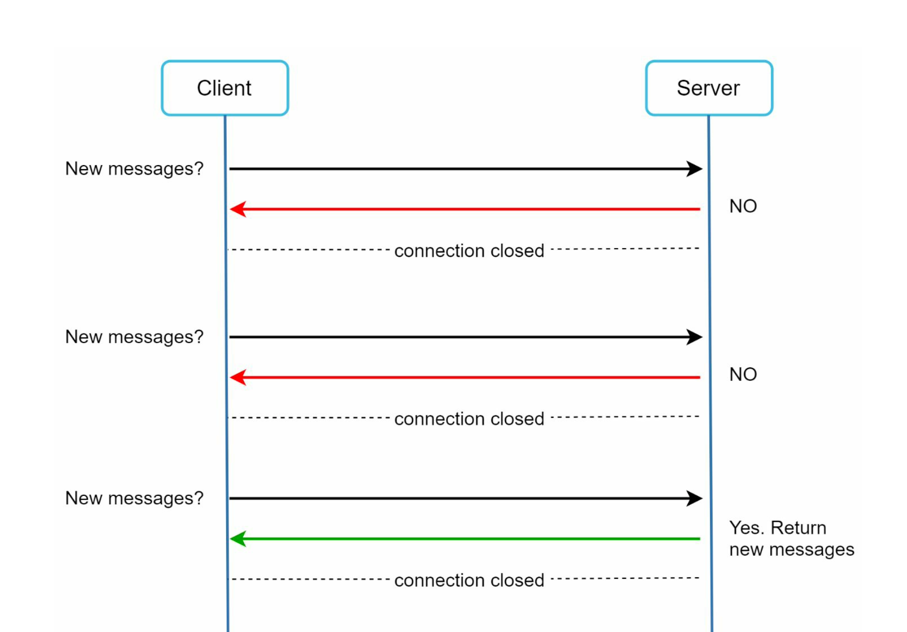 Client
Server
New messages?
NO
connection closed
New messages?
NO
connection closed
New messages?
Yes. Return
new messages
connection closed